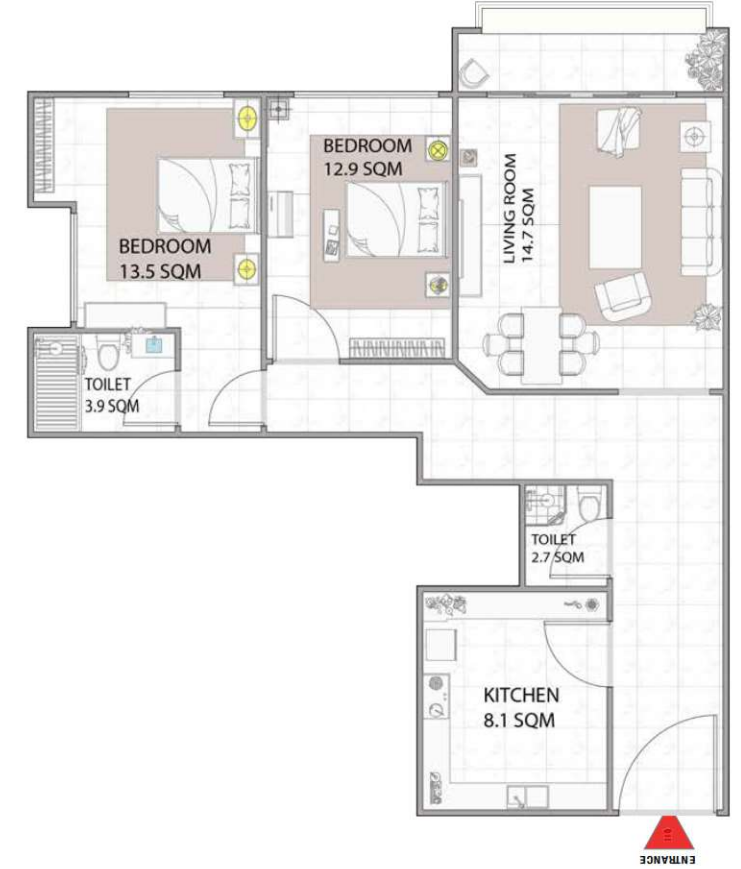 BEDROOM
12.9 SQM
LIVING ROOM
14.7 SQM
BEDROOM
13.5 SQM
TOILET
3.9 SQM
TOILET
2.7 SQM
KITCHEN
8.1 SQM
ENTRANCE